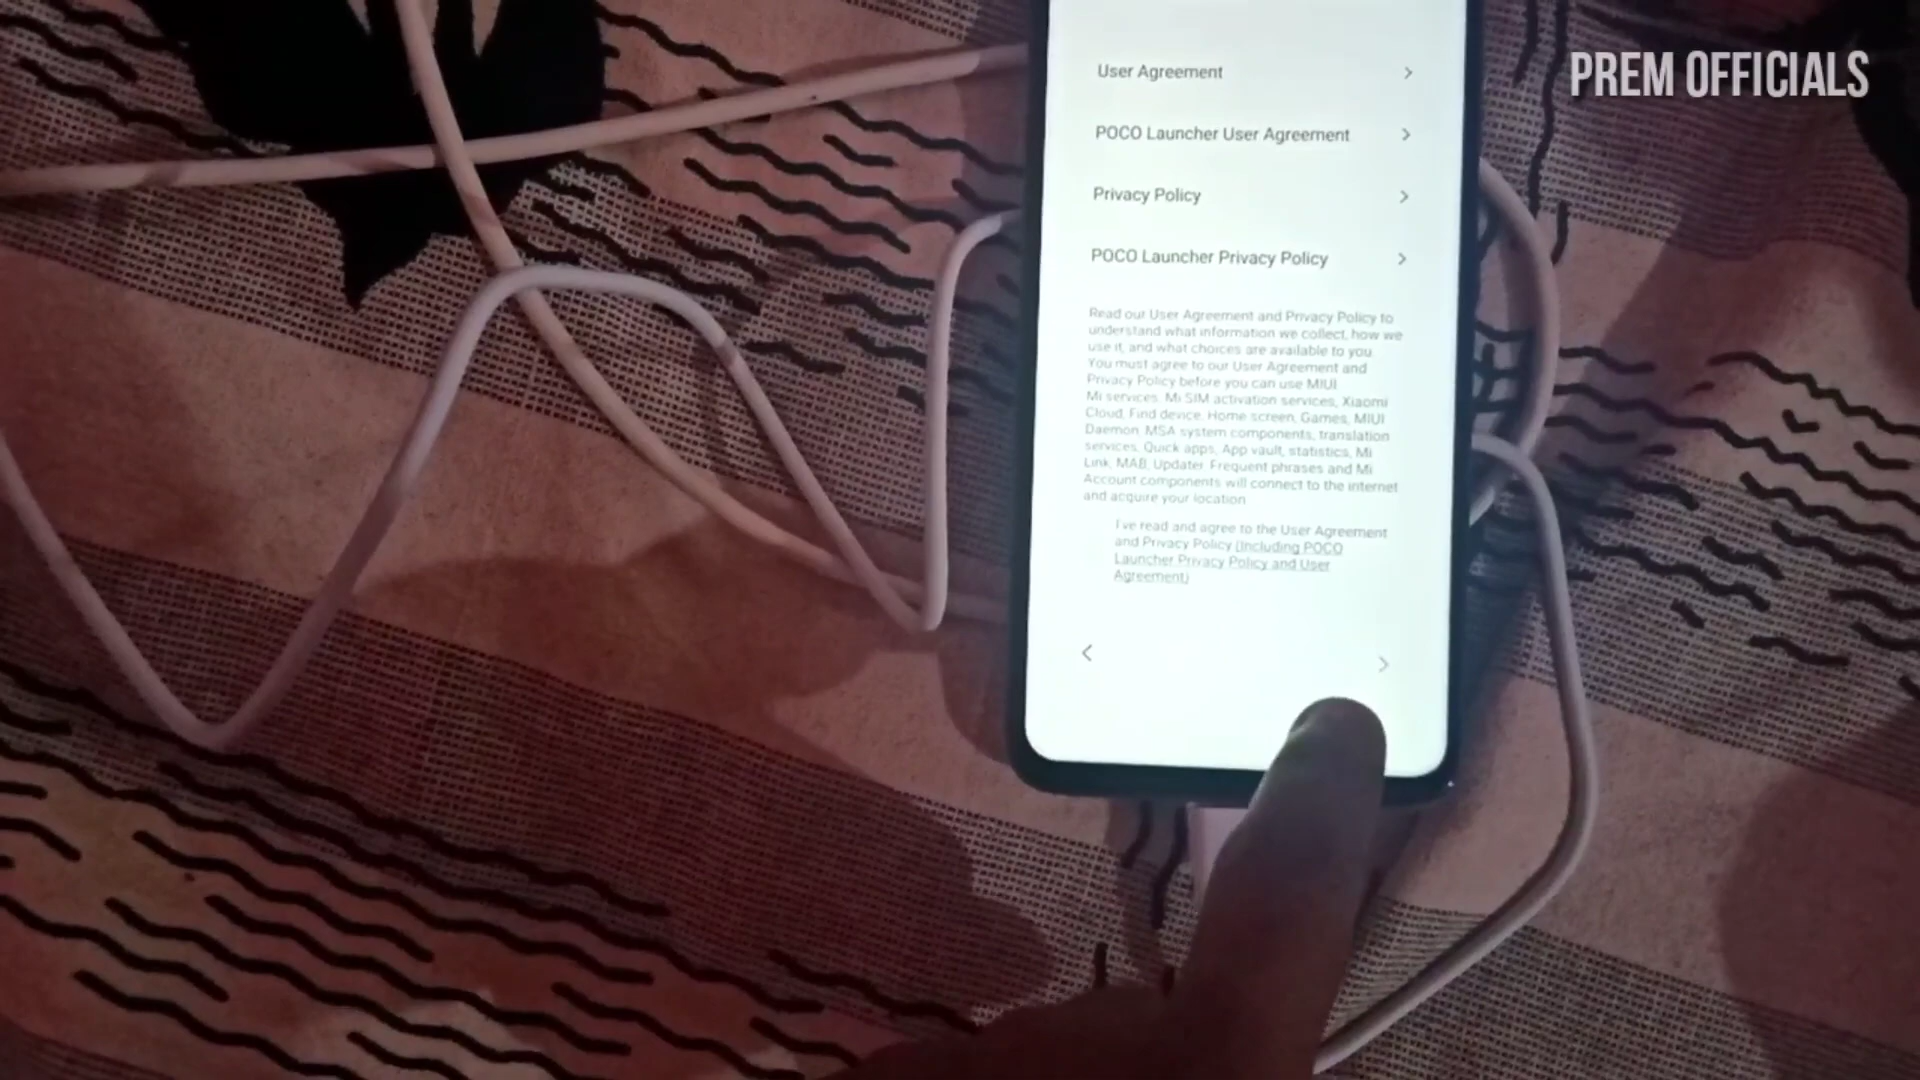 PREM OFFICIALS
User Agreement
POCO Launcher User Agreement
Privacy Policy
POCO Launcher Privacy Policy
Read our User Agreement and Privacy Policy to
understand what information we collect, how we
use it, and what choices are available to you.
You must agree to our User Agreement and
Privacy Policy before you can use MIUI
Mi services, Mi SIM activation services, Xiaomi
Cloud, Find device, Home screen, Games, MIUI
Daemon, MSA system components, translation
services, Quick apps, App vault, statistics, Mi
Link, MAB, Updater, Frequent phrases and Mi
Account components will connect to the internet
and acquire your location
I've read and agree to the User Agreement
and Privacy Policy (Including POCO
Launcher Privacy Policy and User
Agreement)